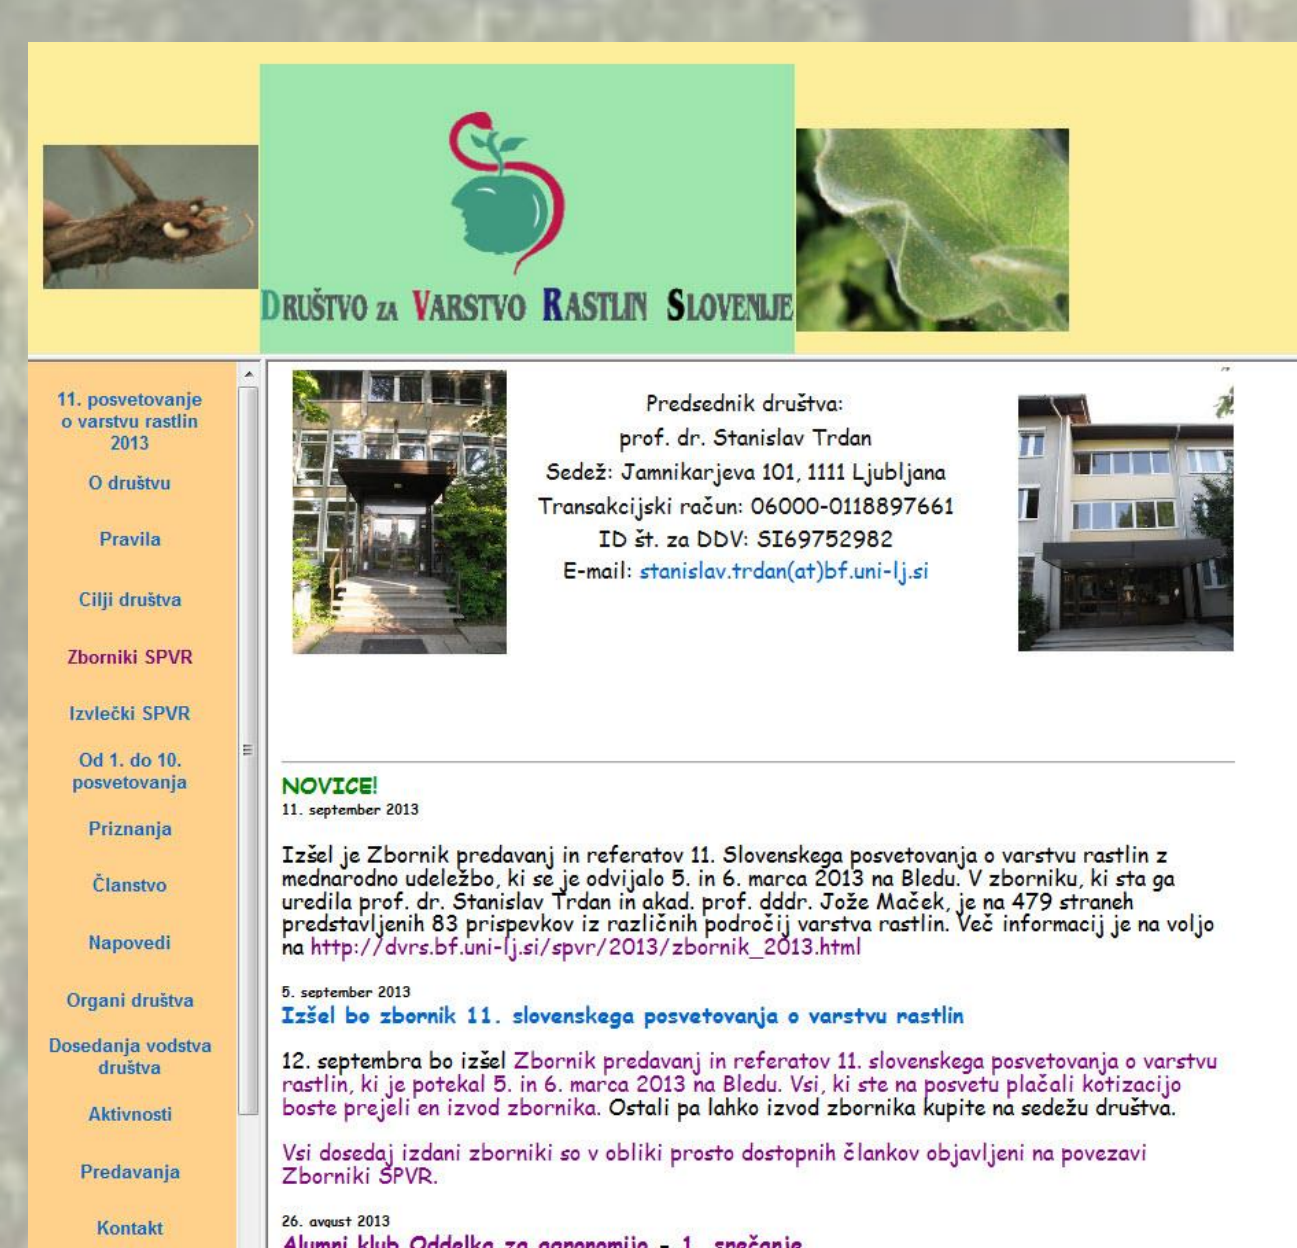 DRUŠTVO ZA VARSTVO RASTLIN SLOVENIJE
11. posvetovanje
o varstvu rastlin
2013
O društvu
Pravila
Cilji društva
Zborniki SPVR
Izvlečki SPVR
Od 1. do 10.
posvetovanja
Priznanja
Članstvo
Napovedi
Organi društva
Dosedanja vodstva
društva
Aktivnosti
Predavanja
Kontakt
Predsednik društva:
prof. dr. Stanislav Trdan
Sedež: Jamnikarjeva 101, 1111 Ljubljana
Transakcijski račun: 06000-0118897661
ID št. za DDV: SI69752982
E-mail: stanislav.trdan(at)bf.uni-lj.si
NOVICE!
11. september 2013
Izšel je Zbornik predavanj in referatov 11. Slovenskega posvetovanja o varstvu rastlin z
mednarodno udeležbo, ki se je odvijalo 5. in 6. marca 2013 na Bledu. V zborniku, ki sta ga
uredila prof. dr. Stanislav Trdan in akad. prof. dddr. Jože Maček, je na 479 straneh
predstavljenih 83 prispevkov iz različnih področij varstva rastlin. Več informacij je na voljo
na http://dvrs.bf.uni-lj.si/spvr/2013/zbornik_2013.html
5. september 2013
Izšel bo zbornik 11. slovenskega posvetovanja o varstvu rastlin
12. septembra bo izšel Zbornik predavanj in referatov 11. slovenskega posvetovanja o varstvu
rastlin, ki je potekal 5. in 6. marca 2013 na Bledu. Vsi, ki ste na posvetu plačali kotizacijo
boste prejeli en izvod zbornika. Ostali pa lahko izvod zbornika kupite na sedežu društva.
Vsi dosedaj izdani zborniki so v obliki prosto dostopnih člankov objavljeni na povezavi
Zborniki SPVR.
26. avgust 2013
Alumni klub Oddelka za agronomijo - 1. srečanje